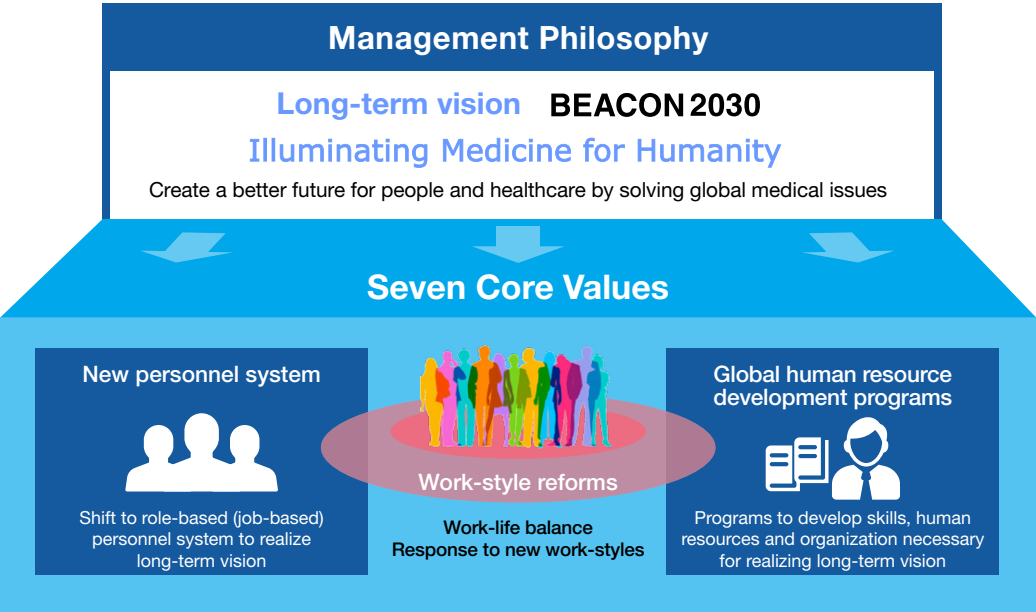 Management Philosophy
Long-term vision BEACON 2030
Illuminating Medicine for Humanity
Create a better future for people and healthcare by solving global medical issues
Seven Core Values
New personnel system
Shift to role-based (job-based)
personnel system to realize
long-term vision
Work-style reforms
Work-life balance
Response to new work-styles
Global human resource
development programs
Programs to develop skills, human
resources and organization necessary
for realizing long-term vision